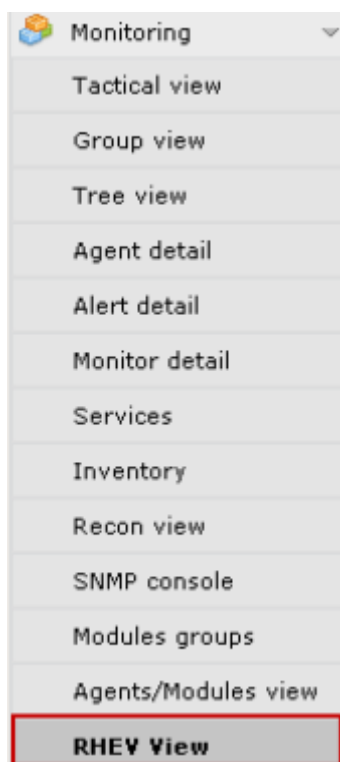 Monitoring
Tactical view
Group view
Tree view
Agent detail
Alert detail
Monitor detail
Services
Inventory
Recon view
SNMP console
Modules groups
Agents/Modules view
RHEV View